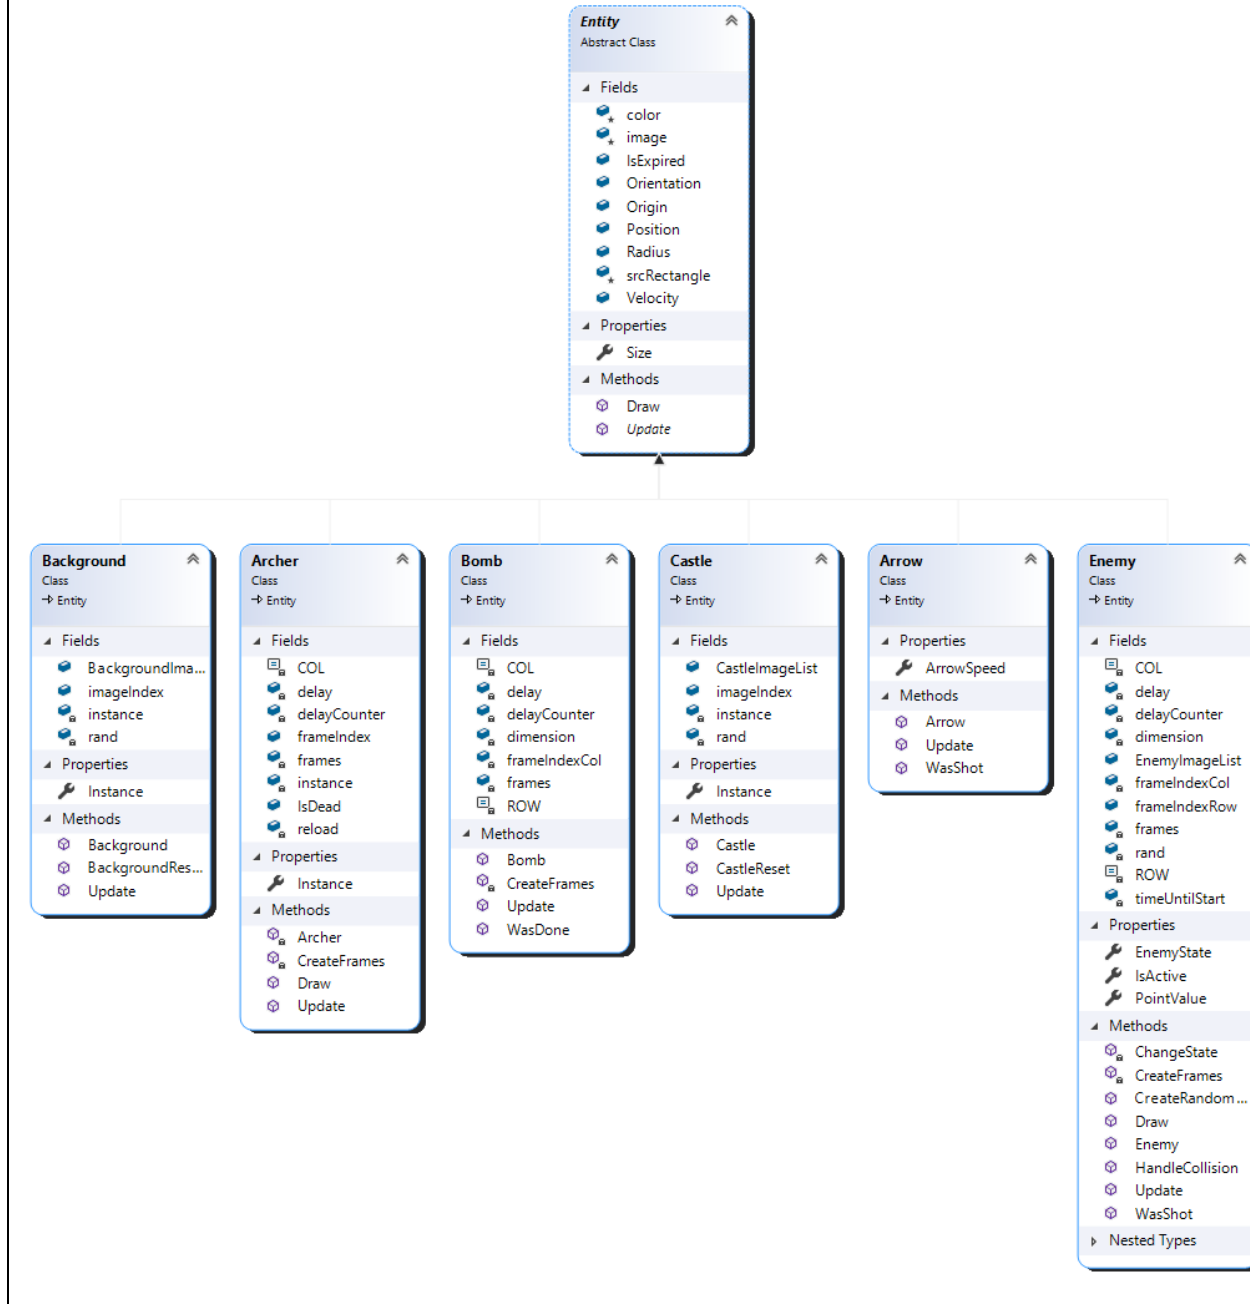 Entity
Abstract Class
Fields
color
image
IsExpired
Orientation
Origin
Position
Radius
srcRectangle
Velocity
Properties
Size
Methods
Draw
Update
Background
Class
Entity
Fields
BackgroundIma...
imageIndex
instance
rand
Properties
Instance
Methods
Background
BackgroundRes...
Update
Archer
Class
Entity
Fields
COL
delay
delayCounter
frameIndex
frames
instance
IsDead
reload
Properties
Instance
Methods
Archer
CreateFrames
Draw
Update
Bomb
Class
Entity
Fields
COL
delay
delayCounter
dimension
frameIndexCol
frames
ROW
Methods
Bomb
CreateFrames
Update
WasDone
Castle
Class
Entity
Fields
CastleImageList
imageIndex
instance
rand
Properties
Instance
Methods
Castle
CastleReset
Update
Arrow
Class
Entity
Properties
ArrowSpeed
Methods
Arrow
Update
WasShot
Enemy
Class
Entity
Fields
COL
delay
delayCounter
dimension
EnemyImageList
frameIndexCol
frameIndexRow
frames
rand
ROW
timeUntilStart
Properties
EnemyState
IsActive
PointValue
Methods
ChangeState
CreateFrames
CreateRandom...
Draw
Enemy
HandleCollision
Update
WasShot
Nested Types